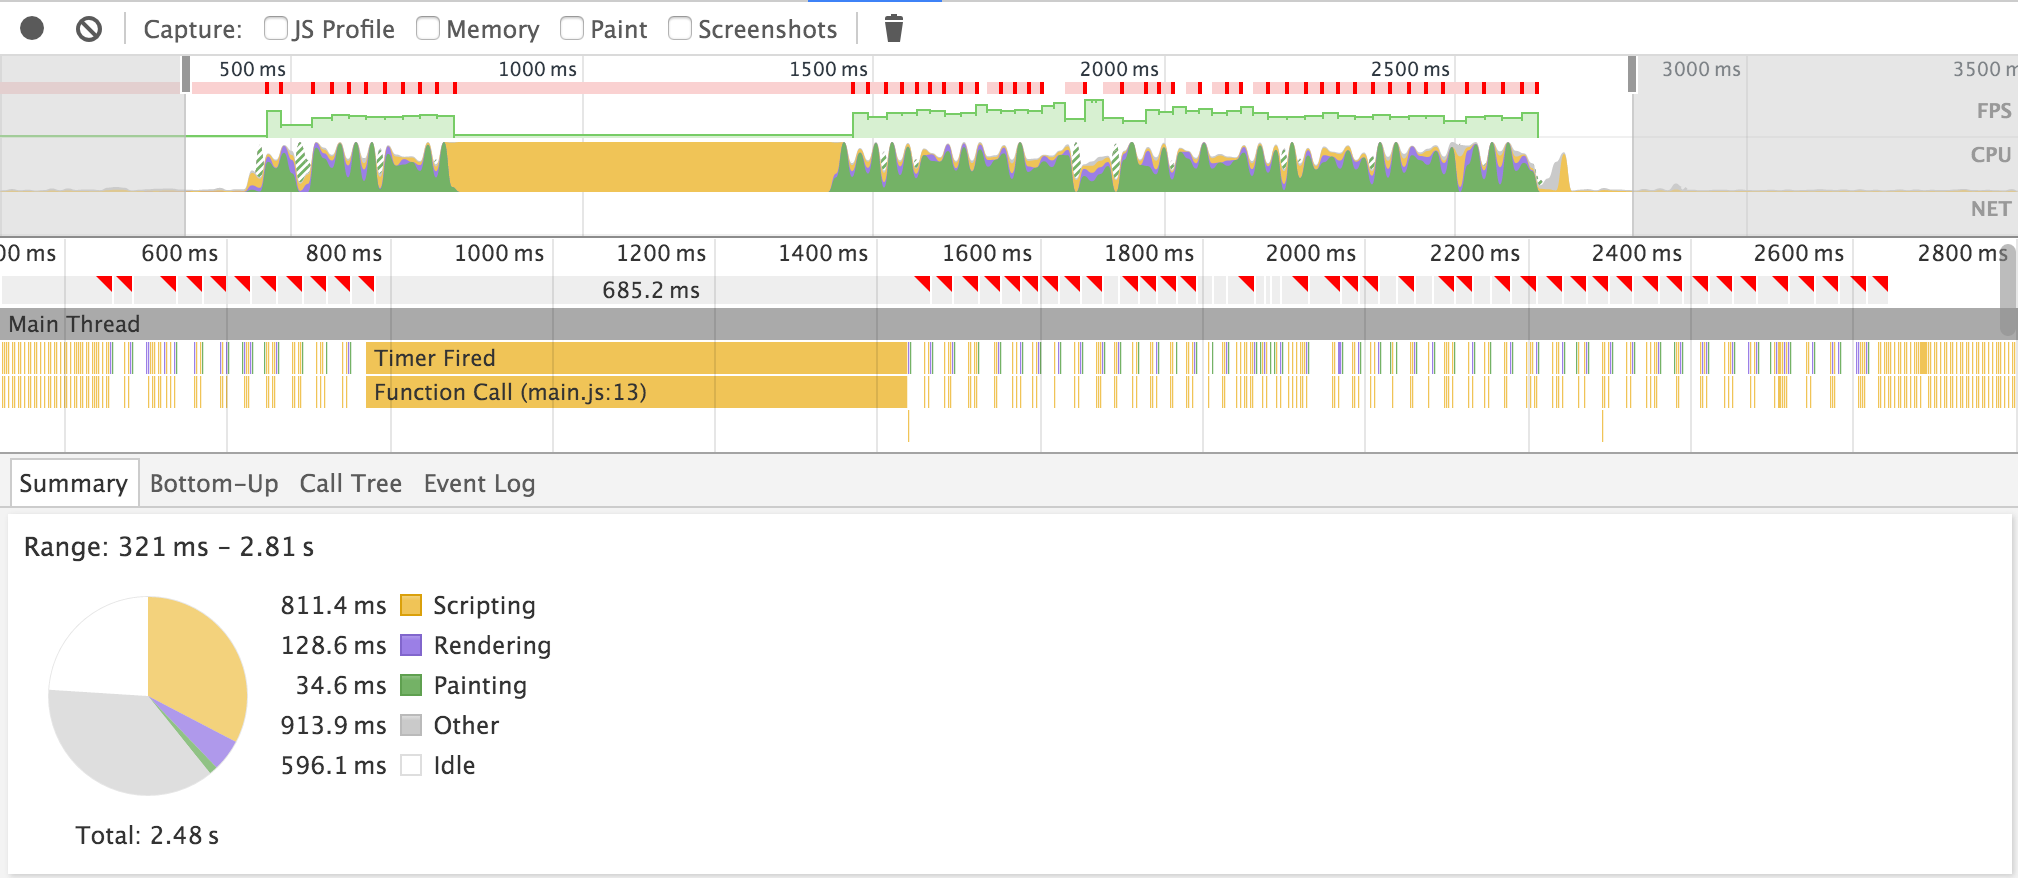 Capture: JS Profile Memory Paint Screenshots
500 ms 1000 ms 1500 ms 2000 ms 2500 ms 3000 ms 3500 m
FPS
CPU
NET
00 ms 600 ms 800 ms 1000 ms 1200 ms 1400 ms 1600 ms 1800 ms 2000 ms 2200 ms 2400 ms 2600 ms 2800 ms
685.2 ms
Main Thread
Timer Fired
Function Call (main.js:13)
Summary Bottom-Up Call Tree Event Log
Range: 321 ms – 2.81 s
811.4 ms Scripting
128.6 ms Rendering
34.6 ms Painting
913.9 ms Other
596.1 ms Idle
Total: 2.48 s